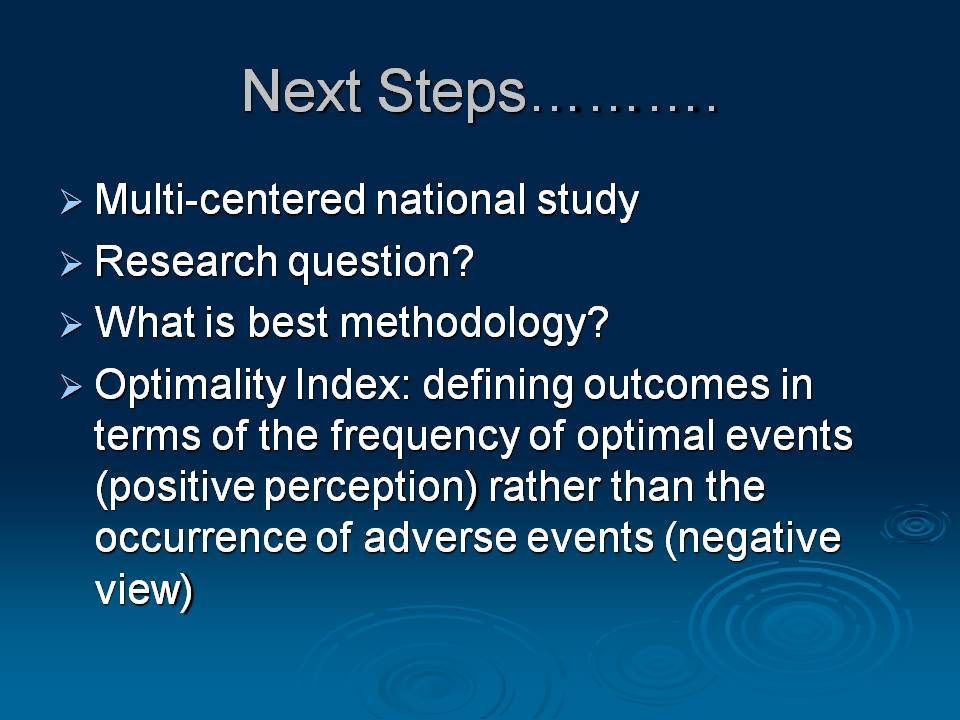 Next Steps……….
➢ Multi-centered national study
➢ Research question?
➢ What is best methodology?
➢ Optimality Index: defining outcomes in
terms of the frequency of optimal events
(positive perception) rather than the
occurrence of adverse events (negative
view)